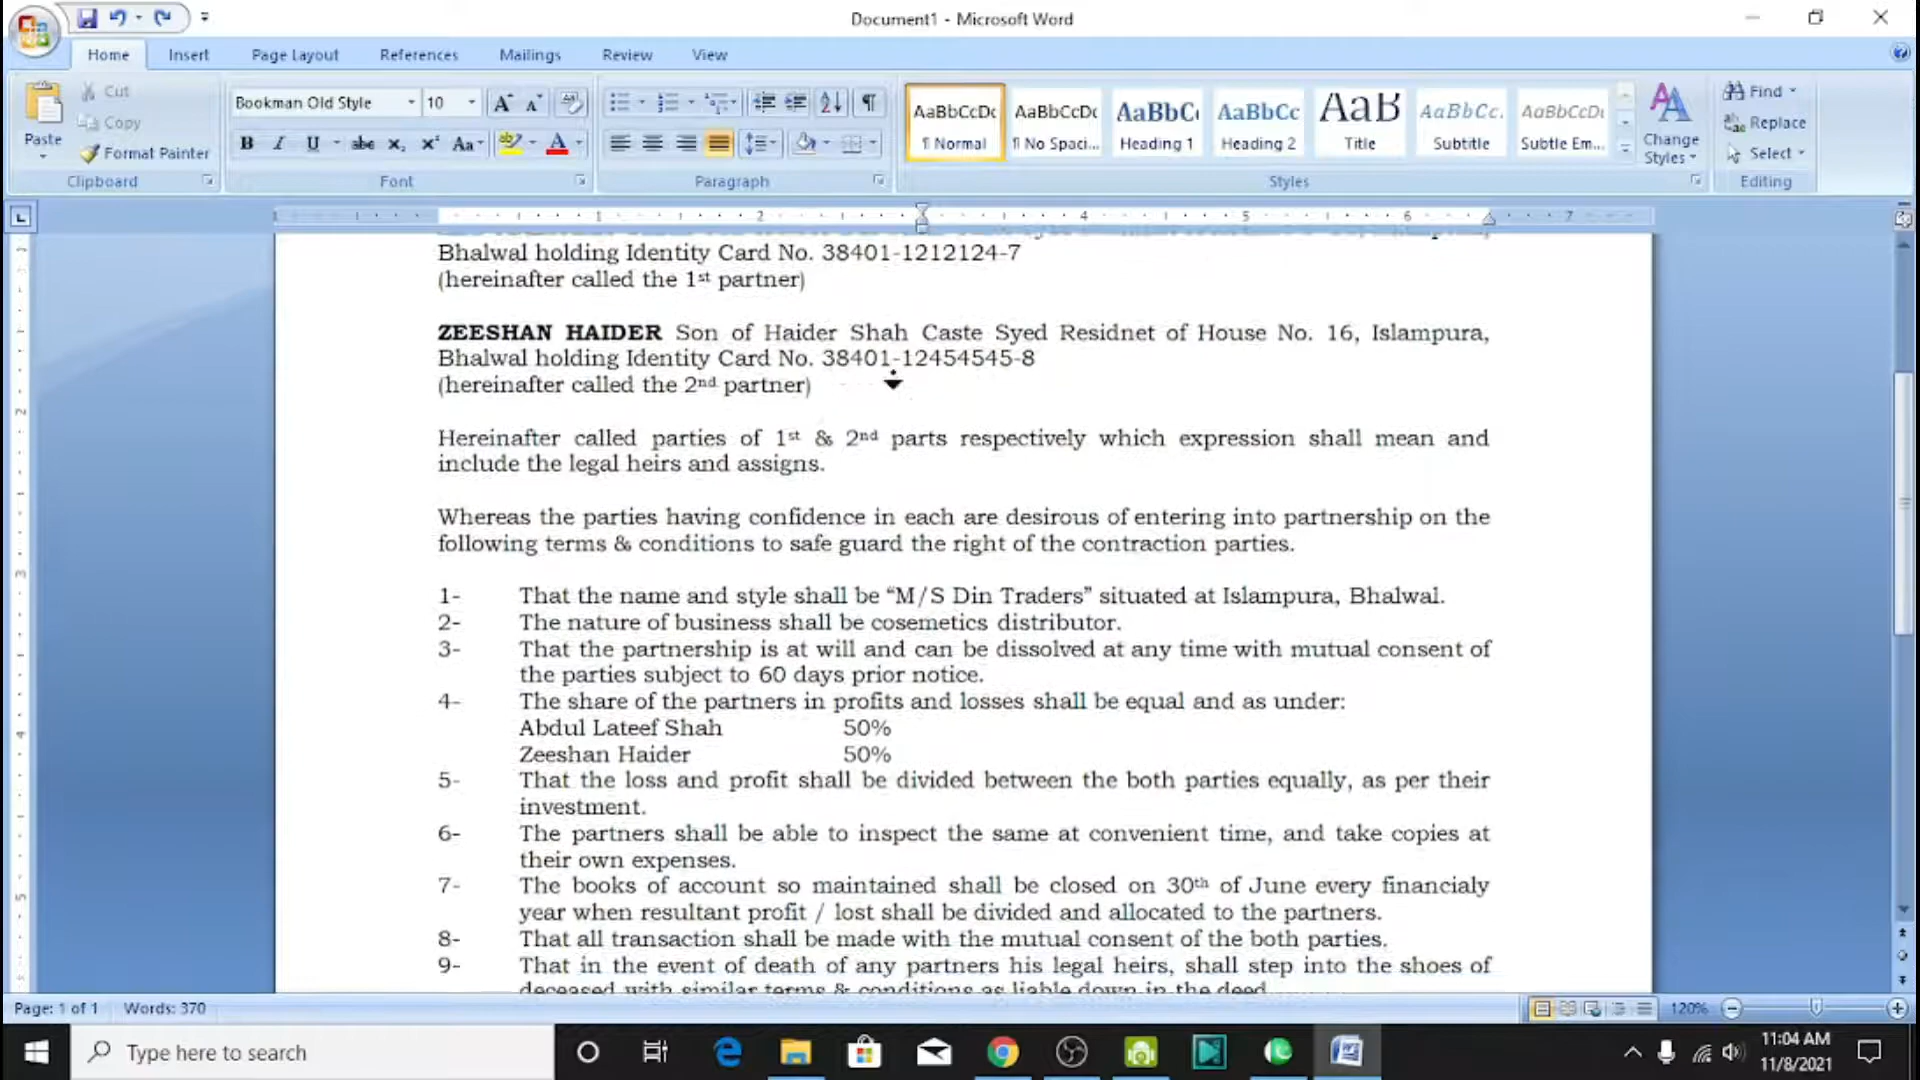 Document1 - Microsoft Word
Home Insert Page Layout References Mailings Review View
Paste
Cut
Copy
Format Painter
Clipboard
Bookman Old Style 10
Font
Paragraph
AaBbCcDc AaBbCcDc AaBbC AaBbCc AaB AaBbCc. AaBbCcDc
¶ Normal ¶ No Spaci... Heading 1 Heading 2 Title Subtitle Subtle Em...
Change Styles
Styles
Find
Replace
Select
Editing
1 1 2 4 5 6 7
Bhalwal holding Identity Card No. 38401-1212124-7
(hereinafter called the 1st partner)
ZEESHAN HAIDER Son of Haider Shah Caste Syed Residnet of House No. 16, Islampura,
Bhalwal holding Identity Card No. 38401-12454545-8
(hereinafter called the 2nd partner)
Hereinafter called parties of 1st & 2nd parts respectively which expression shall mean and
include the legal heirs and assigns.
Whereas the parties having confidence in each are desirous of entering into partnership on the
following terms & conditions to safe guard the right of the contraction parties.
1- That the name and style shall be “M/S Din Traders” situated at Islampura, Bhalwal.
2- The nature of business shall be cosemetics distributor.
3- That the partnership is at will and can be dissolved at any time with mutual consent of
the parties subject to 60 days prior notice.
4- The share of the partners in profits and losses shall be equal and as under:
Abdul Lateef Shah 50%
Zeeshan Haider 50%
5- That the loss and profit shall be divided between the both parties equally, as per their
investment.
6- The partners shall be able to inspect the same at convenient time, and take copies at
their own expenses.
7- The books of account so maintained shall be closed on 30th of June every financialy
year when resultant profit / lost shall be divided and allocated to the partners.
8- That all transaction shall be made with the mutual consent of the both parties.
9- That in the event of death of any partners his legal heirs, shall step into the shoes of
deceased with similar terms & conditions as liable down in the deed.
Page: 1 of 1 Words: 370
120%
Type here to search
11:04 AM
11/8/2021